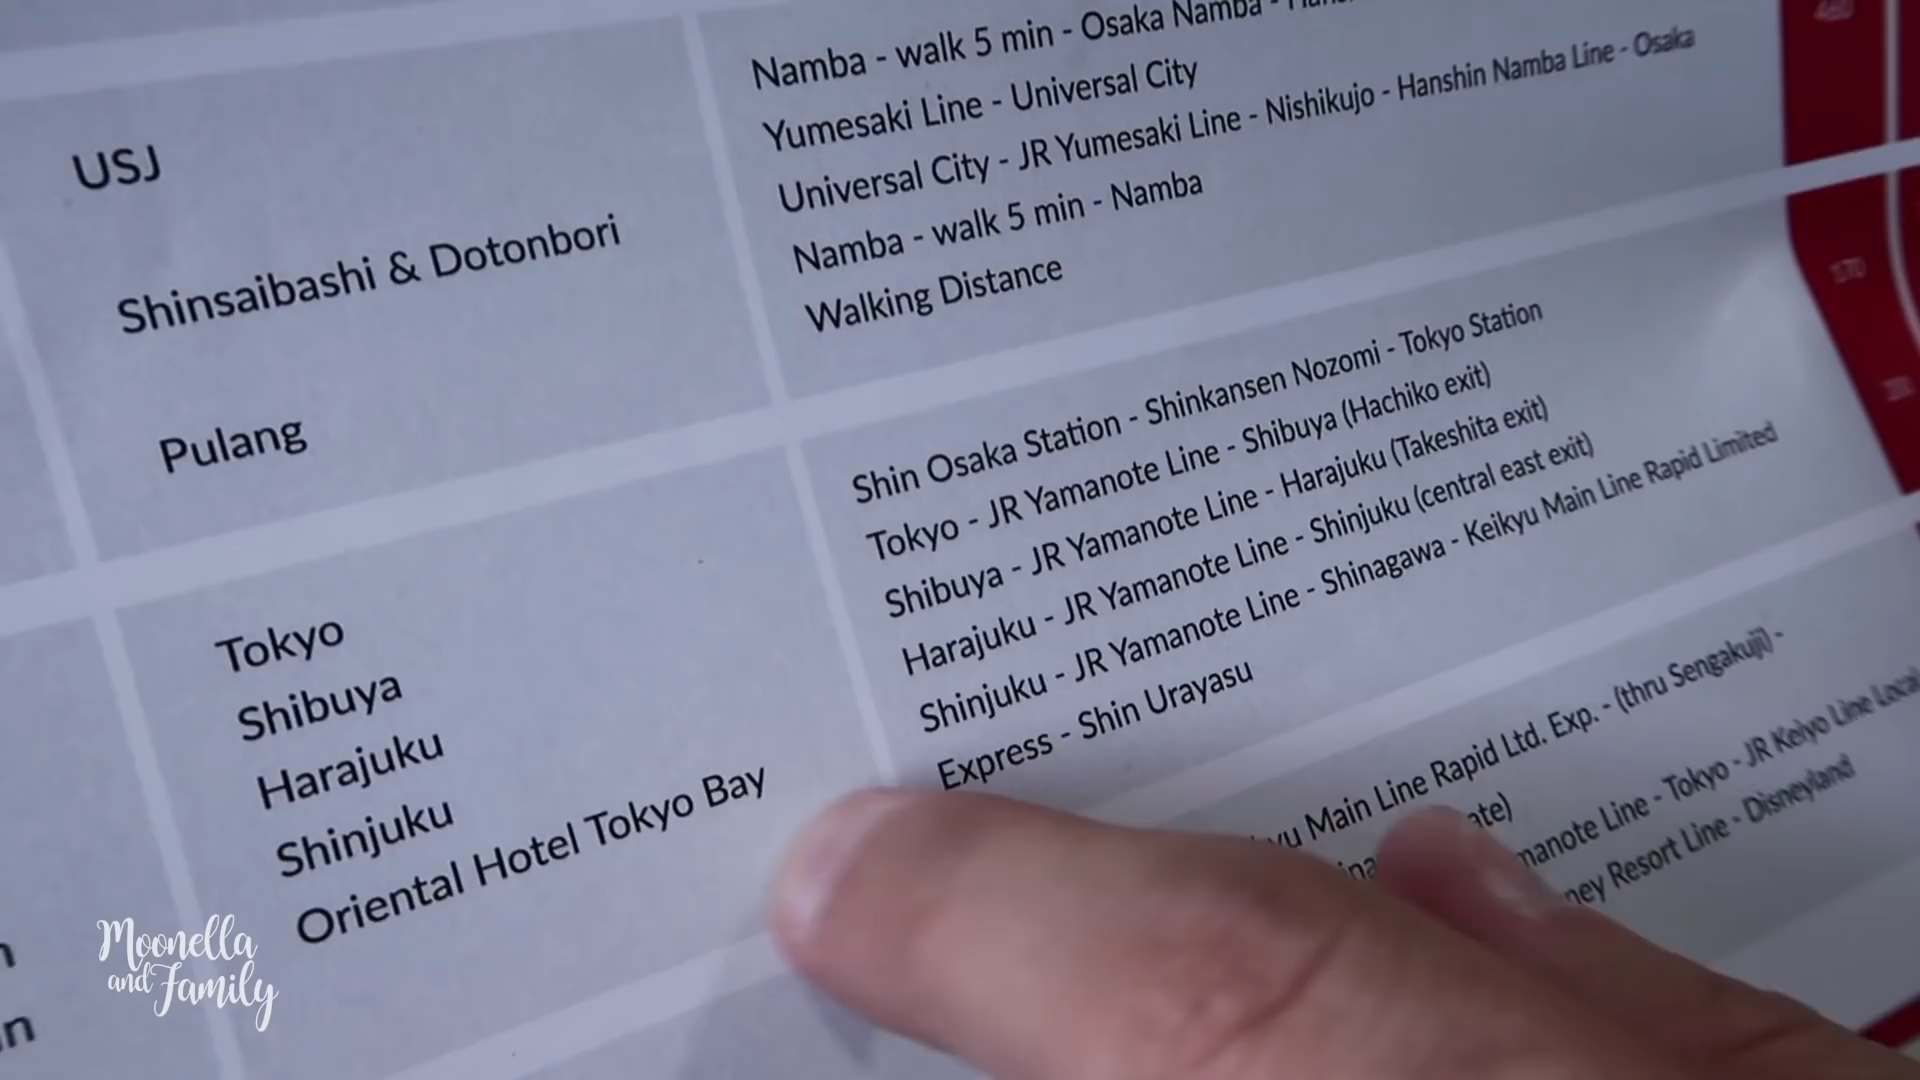 USJ
Shinsaibashi & Dotonbori
Pulang
Namba - walk 5 min - Osaka Namba -
Yumesaki Line - Universal City
Universal City - JR Yumesaki Line - Nishikujo - Hanshin Namba Line - Osaka
Namba - walk 5 min - Namba
Walking Distance
Tokyo
Shibuya
Harajuku
Shinjuku
Oriental Hotel Tokyo Bay
Shin Osaka Station - Shinkansen Nozomi - Tokyo Station
Tokyo - JR Yamanote Line - Shibuya (Hachiko exit)
Shibuya - JR Yamanote Line - Harajuku (Takeshita exit)
Harajuku - JR Yamanote Line - Shinjuku (central east exit)
Shinjuku - JR Yamanote Line - Shinagawa - Keikyu Main Line Rapid Limited
Express - Shin Urayasu
Main Line Rapid Ltd. Exp. - (thru Sengakuji) -
Line - Tokyo - JR Keiyo Line Local
Resort Line - Disneyland
Moonella
and Family